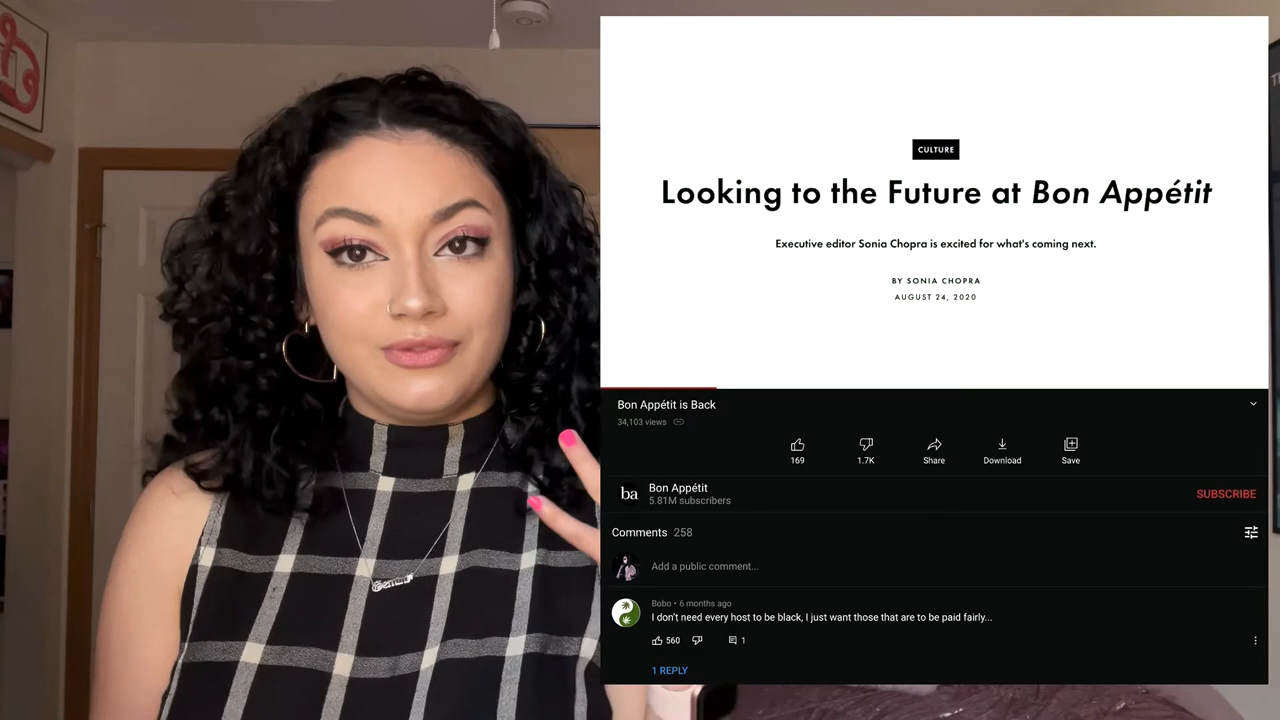 CULTURE
Looking to the Future at Bon Appétit
Executive editor Sonia Chopra is excited for what's coming next.
BY SONIA CHOPRA
AUGUST 24, 2020
Bon Appétit is Back
34,103 views
169
1.7K
Share
Download
Save
ba
Bon Appétit
5.81M subscribers
SUBSCRIBE
Comments 258
Add a public comment...
Bobo • 6 months ago
I don't need every host to be black, I just want those that are to be paid fairly...
560
1
1 REPLY